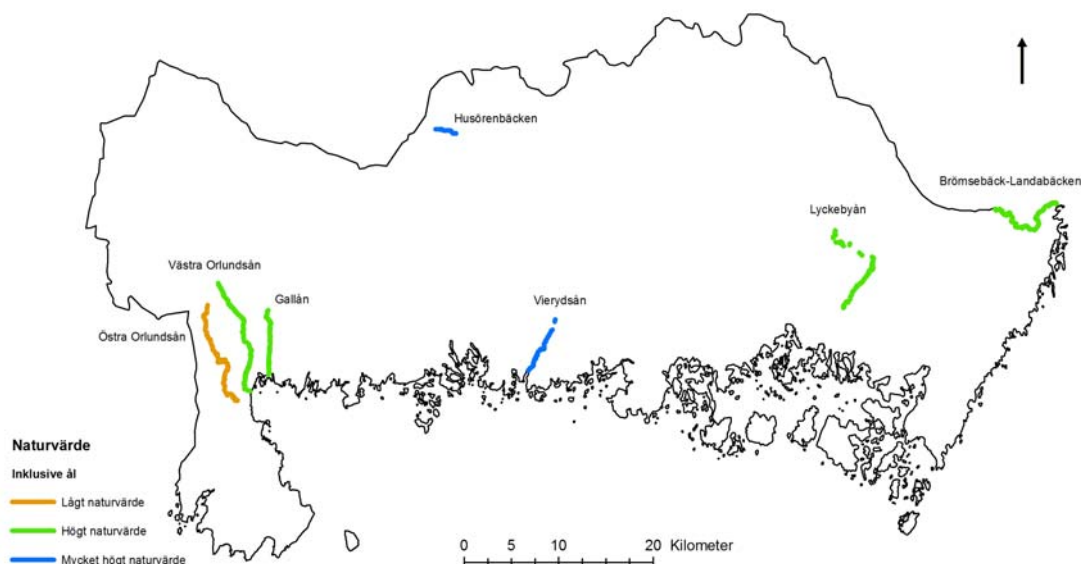 Husörenbäcken
Brömsebäck-Landabäcken
Lyckebyån
Västra Orlundsån
Gallån
Vierydsån
Östra Orlundsån
Naturvärde
Inklusive ål
Lågt naturvärde
Högt naturvärde
Mycket högt naturvärde
0 5 10 20 Kilometer